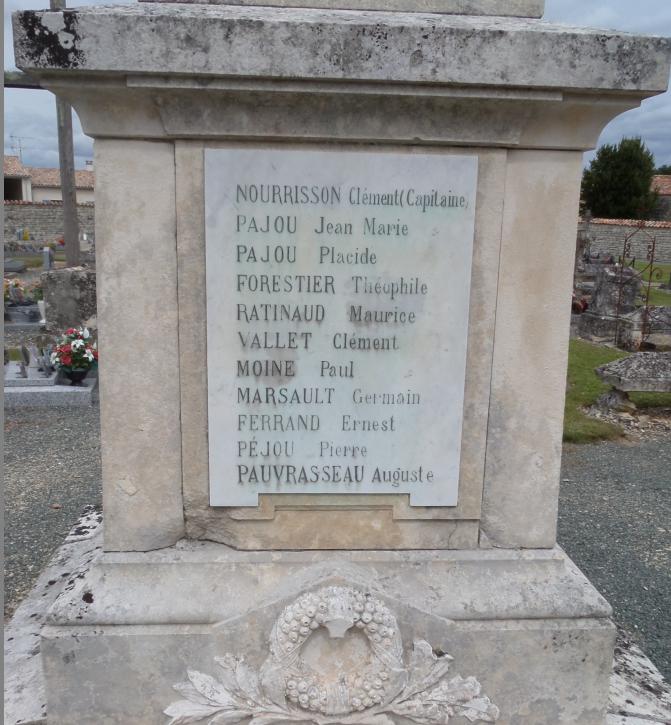 NOURRISSON Clément (Capitaine)
PAJOU Jean Marie
PAJOU Placide
FORESTIER Théophile
RATINAUD Maurice
VALLET Clément
MOINE Paul
MARSAULT Germain
FERRAND Ernest
PÉJOU Pierre
PAUVRASSEAU Auguste